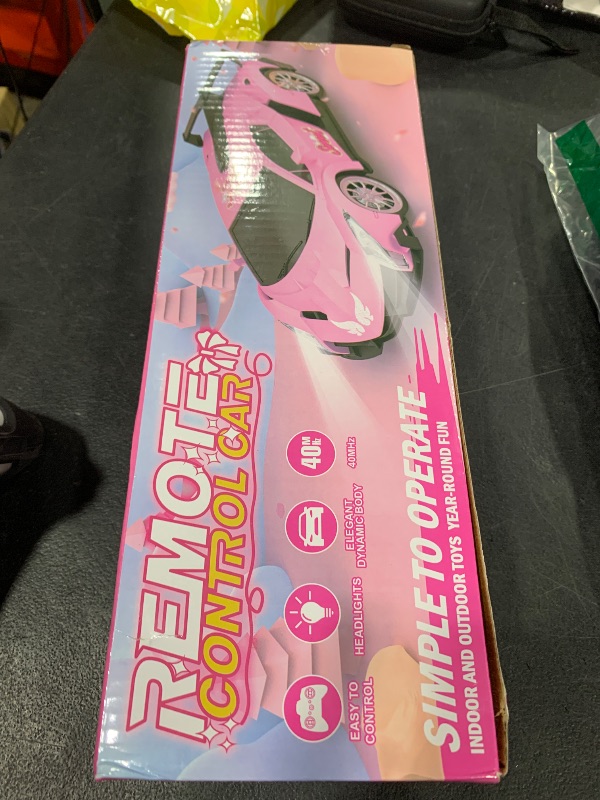 REMOTE
CONTROL CAR
EASY TO
CONTROL
HEADLIGHTS
ELEGANT
DYNAMIC BODY
40MHz
40MHz
SIMPLE TO OPERATE
INDOOR AND OUTDOOR TOYS YEAR-ROUND FUN